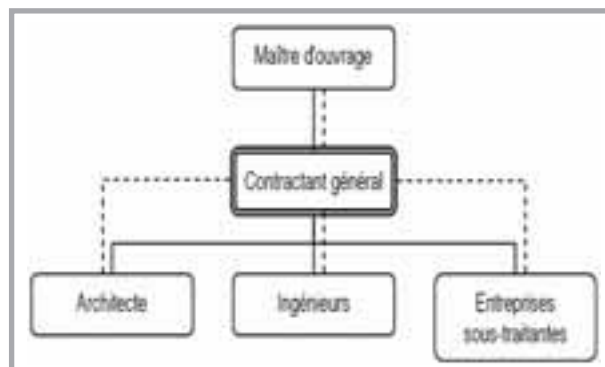 Maître d'ouvrage
Contractant général
Architecte
Ingénieurs
Entreprises
sous-traitantes